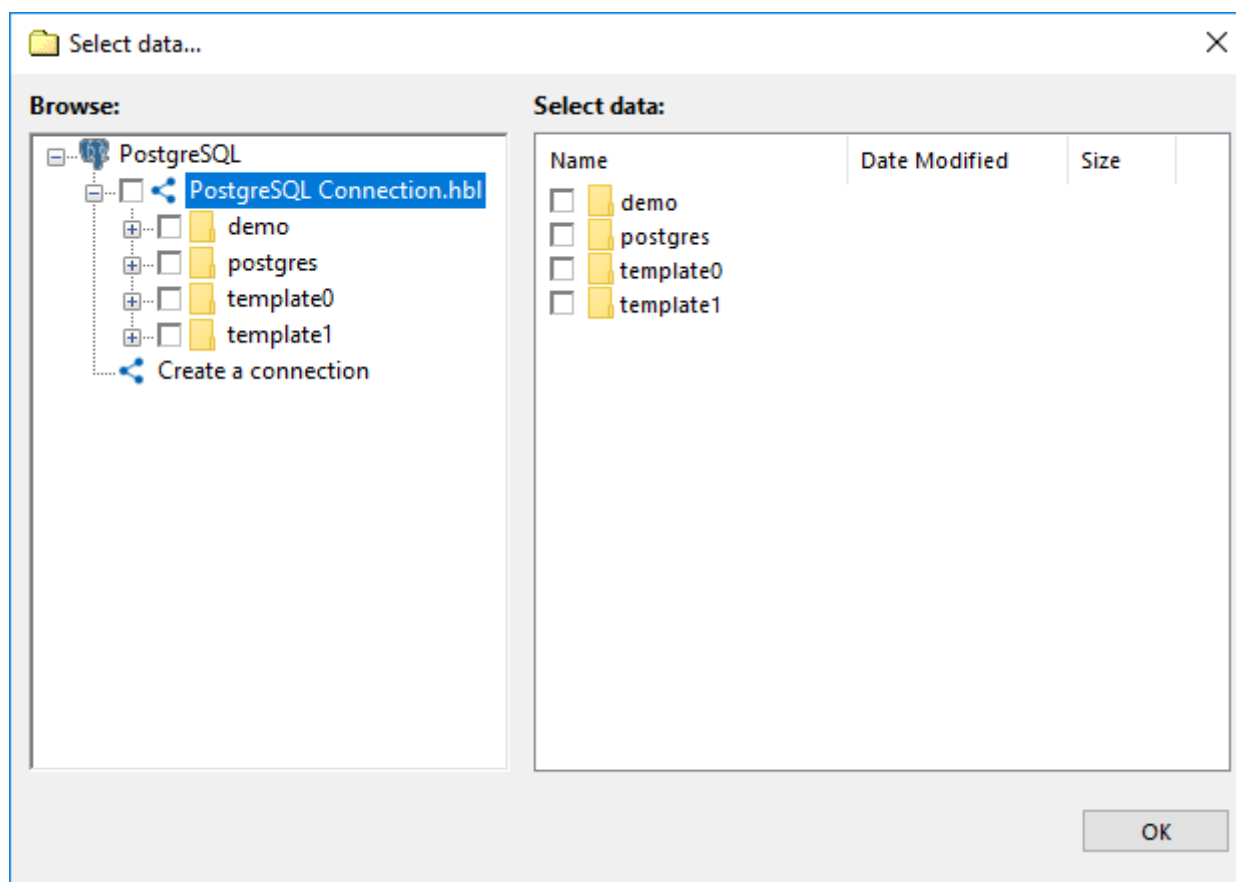 Select data...
Browse:
PostgreSQL
PostgreSQL Connection.hbl
demo
postgres
template0
template1
Create a connection
Select data:
Name Date Modified Size
demo
postgres
template0
template1
OK